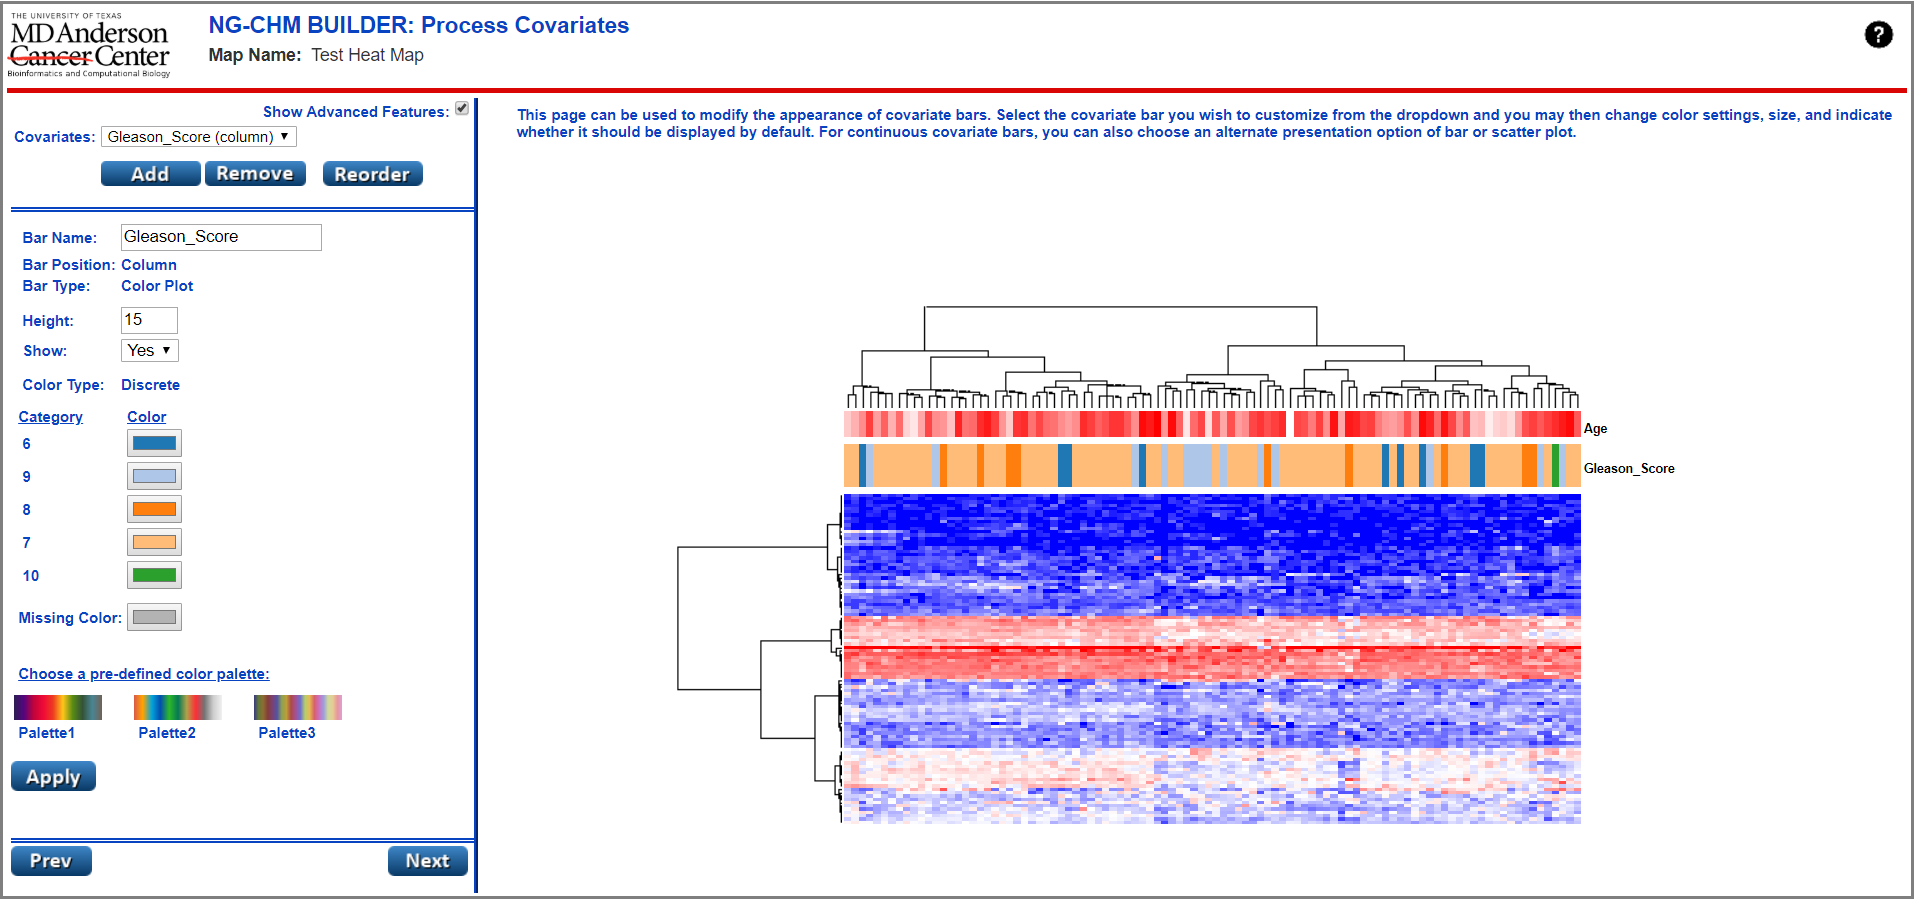 THE UNIVERSITY OF TEXAS
MD Anderson
Cancer Center
Bioinformatics and Computational Biology
NG-CHM BUILDER: Process Covariates
Map Name: Test Heat Map
?
Show Advanced Features:
Covariates: Gleason_Score (column)
Add Remove Reorder
This page can be used to modify the appearance of covariate bars. Select the covariate bar you wish to customize from the dropdown and you may then change color settings, size, and indicate
whether it should be displayed by default. For continuous covariate bars, you can also choose an alternate presentation option of bar or scatter plot.
Bar Name: Gleason_Score
Bar Position: Column
Bar Type: Color Plot
Height: 15
Show: Yes
Color Type: Discrete
Category Color
6
9
8
7
10
Missing Color:
Choose a pre-defined color palette:
Palette1 Palette2 Palette3
Apply
Prev Next
Age
Gleason_Score